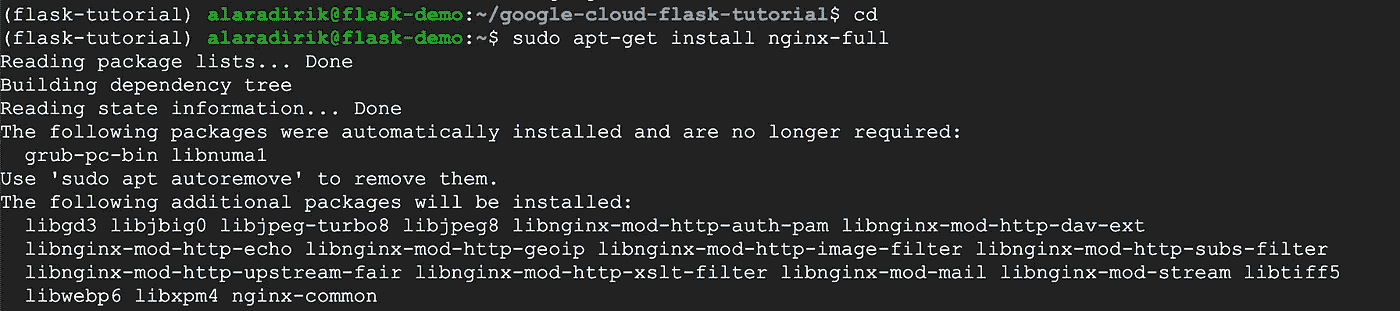 (flask-tutorial) alaradirik@flask-demo:~/google-cloud-flask-tutorial$ cd
(flask-tutorial) alaradirik@flask-demo:~$ sudo apt-get install nginx-full
Reading package lists... Done
Building dependency tree
Reading state information... Done
The following packages were automatically installed and are no longer required:
  grub-pc-bin libnuma1
Use 'sudo apt autoremove' to remove them.
The following additional packages will be installed:
  libgd3 libjbig0 libjpeg-turbo8 libjpeg8 libnginx-mod-http-auth-pam libnginx-mod-http-dav-ext
  libnginx-mod-http-echo libnginx-mod-http-geoip libnginx-mod-http-image-filter libnginx-mod-http-subs-filter
  libnginx-mod-http-upstream-fair libnginx-mod-http-xslt-filter libnginx-mod-mail libnginx-mod-stream libtiff5
  libwebp6 libxpm4 nginx-common